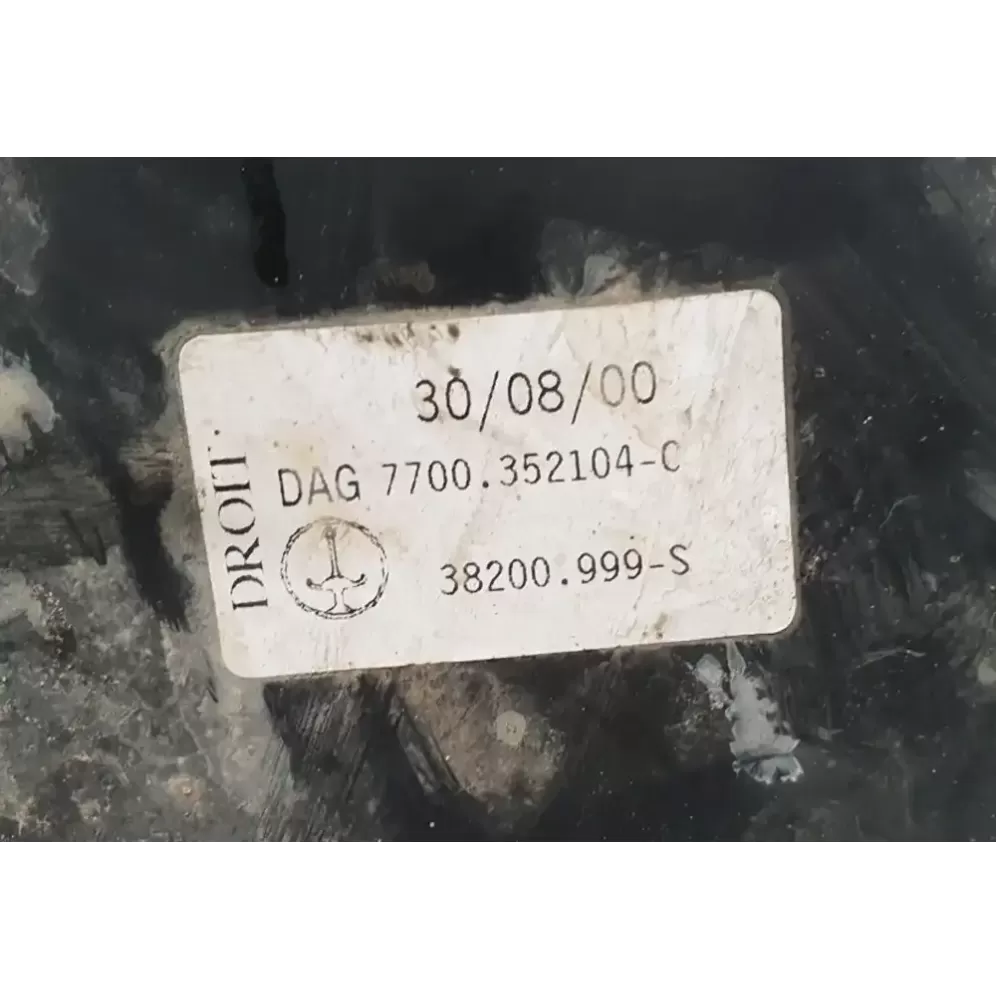 30/08/00
DAG 7700.352104-C
38200.999-S
DROIT